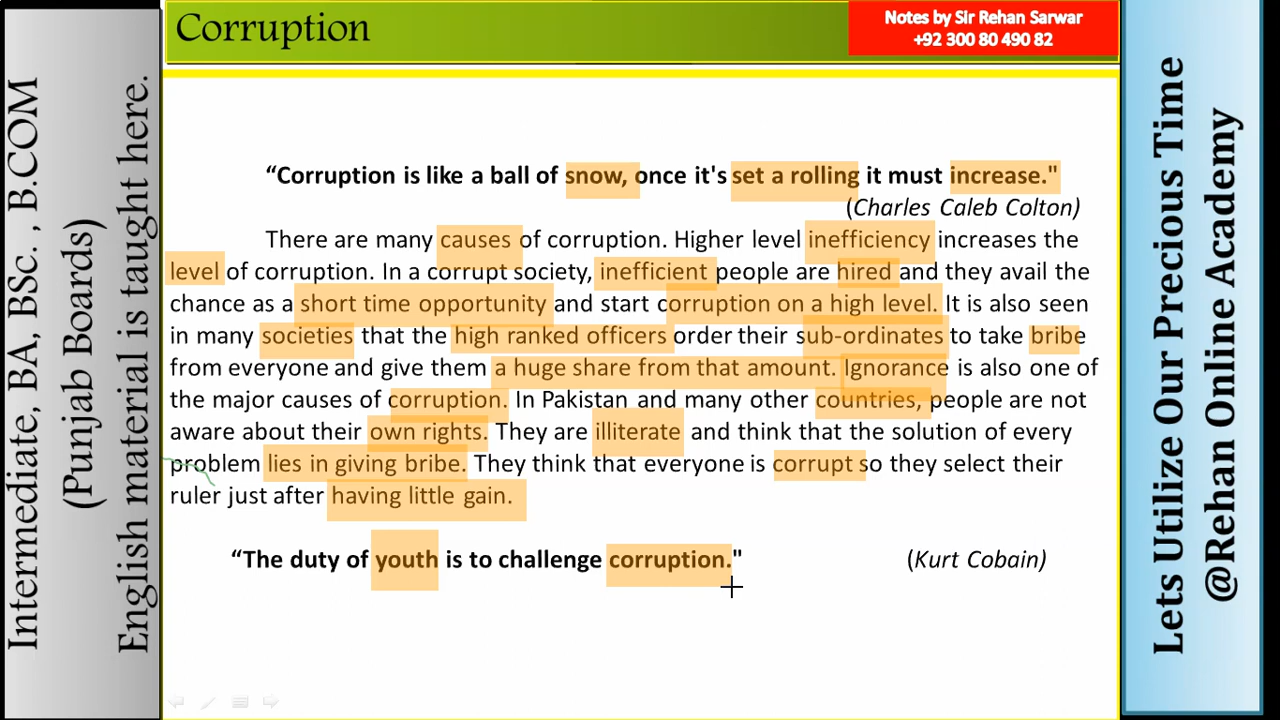 Intermediate, BA, BSc. , B.COM
(Punjab Boards)
English material is taught here.
Corruption
Notes by Sir Rehan Sarwar
+92 300 80 490 82
“Corruption is like a ball of snow, once it's set a rolling it must increase."
(Charles Caleb Colton)
There are many causes of corruption. Higher level inefficiency increases the
level of corruption. In a corrupt society, inefficient people are hired and they avail the
chance as a short time opportunity and start corruption on a high level. It is also seen
in many societies that the high ranked officers order their sub-ordinates to take bribe
from everyone and give them a huge share from that amount. Ignorance is also one of
the major causes of corruption. In Pakistan and many other countries, people are not
aware about their own rights. They are illiterate and think that the solution of every
problem lies in giving bribe. They think that everyone is corrupt so they select their
ruler just after having little gain.
“The duty of youth is to challenge corruption." (Kurt Cobain)
Lets Utilize Our Precious Time
@Rehan Online Academy